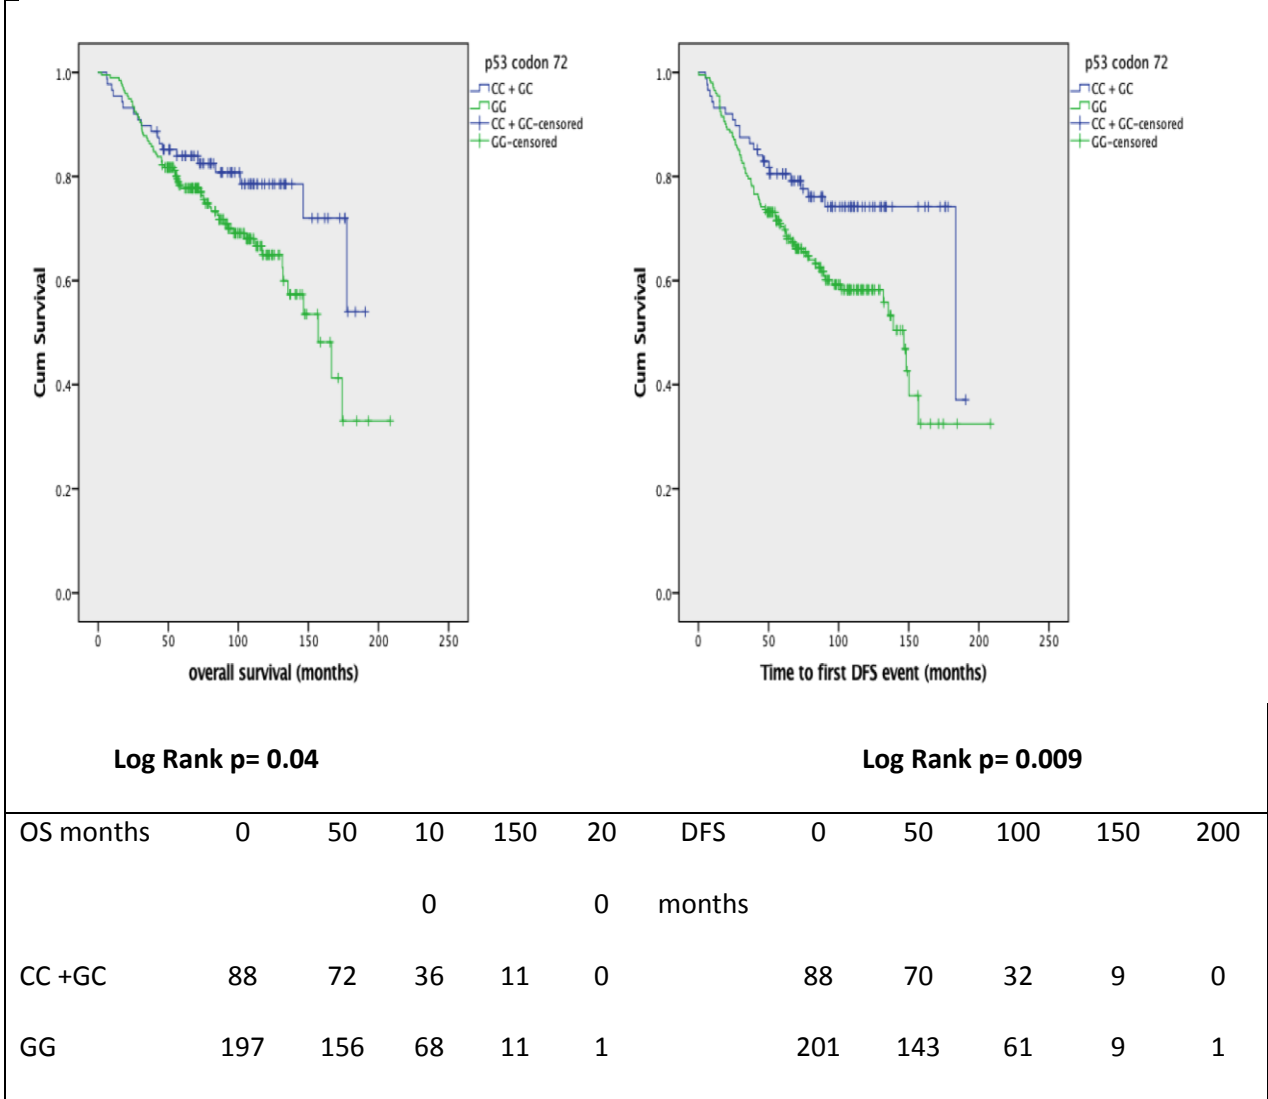 p53 codon 72
CC + GC
GG
CC + GC-censored
GG-censored
1.0
0.8
0.6
0.4
0.2
0.0
Cum Survival
0 50 100 150 200 250
overall survival (months)
p53 codon 72
CC + GC
GG
CC + GC-censored
GG-censored
1.0
0.8
0.6
0.4
0.2
0.0
Cum Survival
0 50 100 150 200 250
Time to first DFS event (months)
Log Rank p= 0.04 Log Rank p= 0.009
OS months 0 50 10 150 20 DFS 0 50 100 150 200
0 0 months
CC +GC 88 72 36 11 0 88 70 32 9 0
GG 197 156 68 11 1 201 143 61 9 1